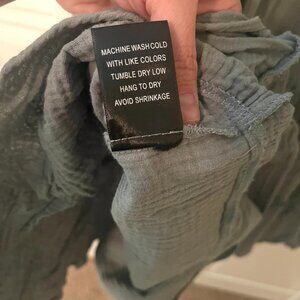 MACHINE WASH COLD
WITH LIKE COLORS
TUMBLE DRY LOW
HANG TO DRY
AVOID SHRINKAGE